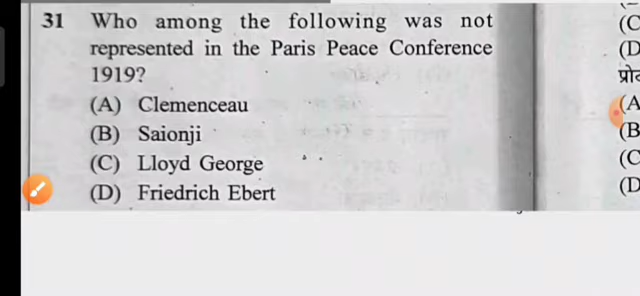 31 Who among the following was not
represented in the Paris Peace Conference
1919?
(A) Clemenceau
(B) Saionji
(C) Lloyd George
(D) Friedrich Ebert
(C
(D
(A
(B
(C
(D